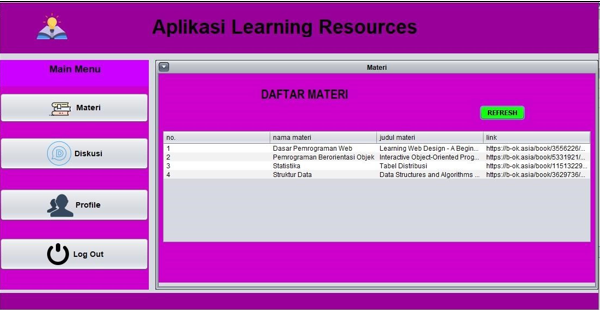 Aplikasi Learning Resources
Main Menu
Materi
Diskusi
Profile
Log Out
Materi
DAFTAR MATERI
REFRESH
no. nama materi judul materi link
1 Dasar Pemrograman Web Learning Web Design - A Begin... https://b-ok.asia/book/3556226/...
2 Pemrograman Berorientasi Objek Interactive Object-Oriented Prog... https://b-ok.asia/book/5331921/...
3 Statistika Tabel Distribusi https://b-ok.asia/book/11513229...
4 Struktur Data Data Structures and Algorithms ... https://b-ok.asia/book/3629736/...